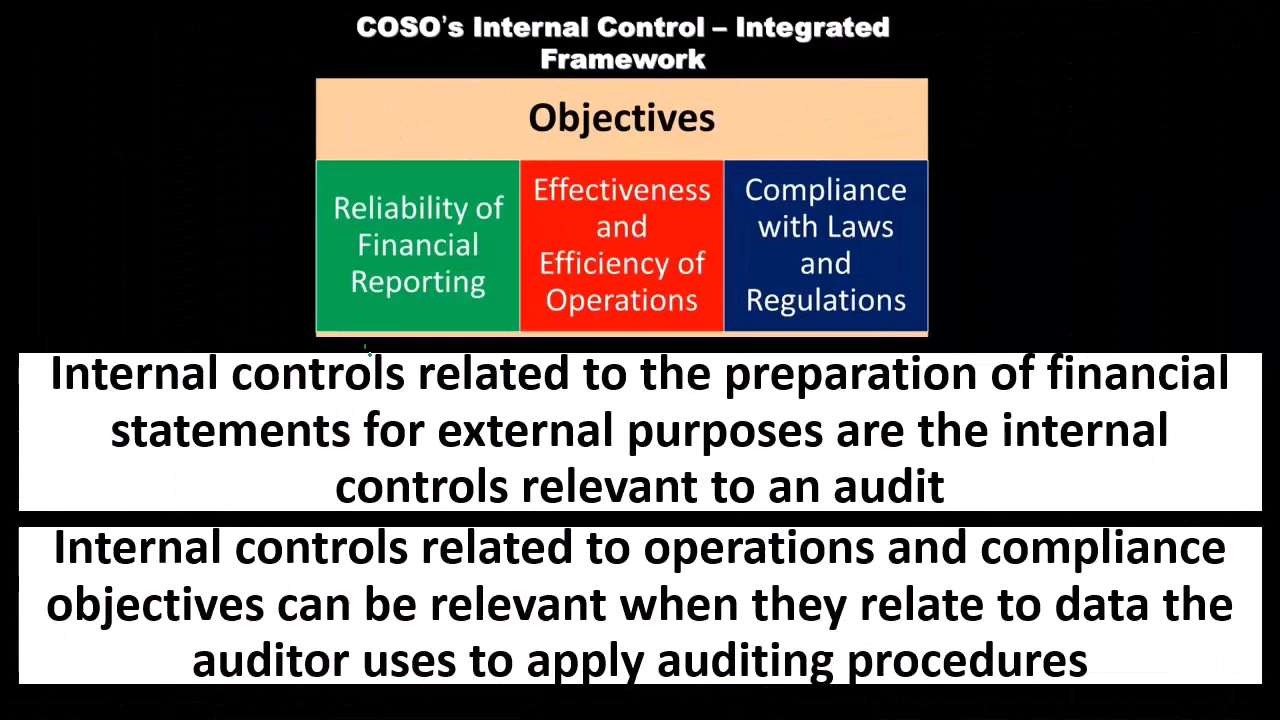 COSO's Internal Control – Integrated
Framework
Objectives
Reliability of
Financial
Reporting
Effectiveness
and
Efficiency of
Operations
Compliance
with Laws
and
Regulations
Internal controls related to the preparation of financial
statements for external purposes are the internal
controls relevant to an audit
Internal controls related to operations and compliance
objectives can be relevant when they relate to data the
auditor uses to apply auditing procedures